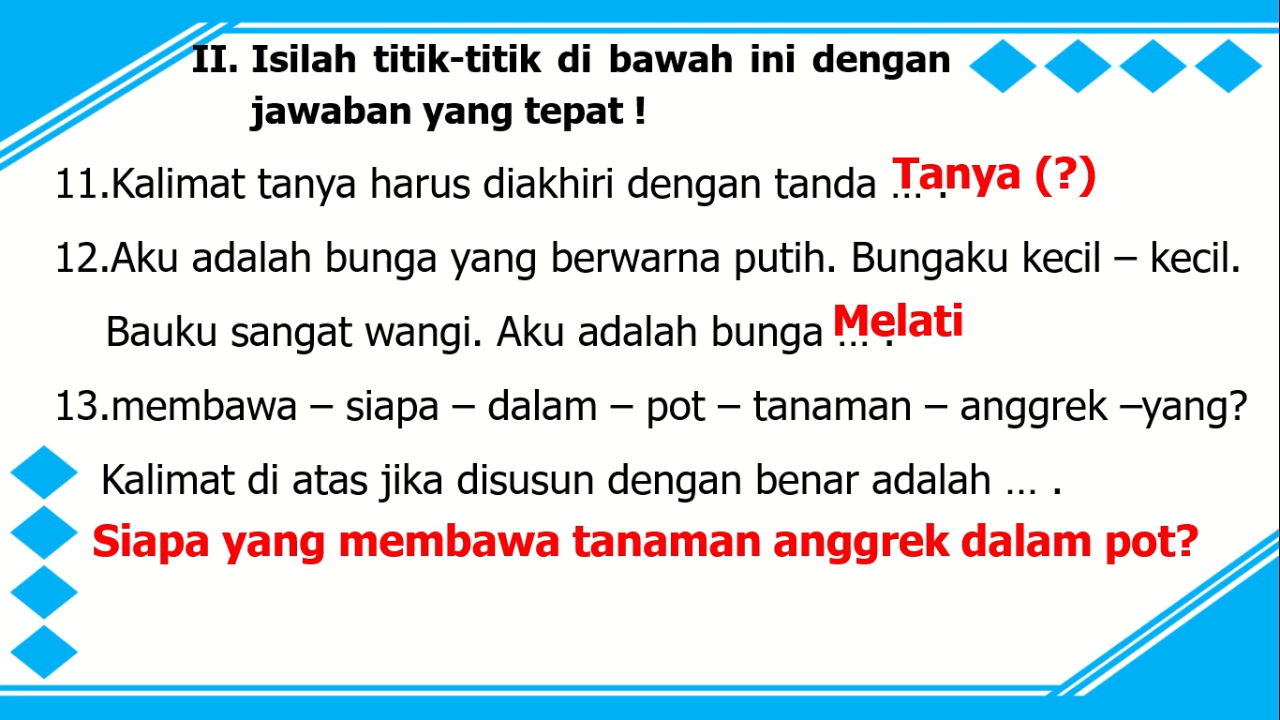 II. Isilah titik-titik di bawah ini dengan
jawaban yang tepat !
11.Kalimat tanya harus diakhiri dengan tanda ... . Tanya (?)
12.Aku adalah bunga yang berwarna putih. Bungaku kecil – kecil.
Bauku sangat wangi. Aku adalah bunga ... . Melati
13.membawa – siapa – dalam – pot – tanaman – anggrek –yang?
Kalimat di atas jika disusun dengan benar adalah ... .
Siapa yang membawa tanaman anggrek dalam pot?